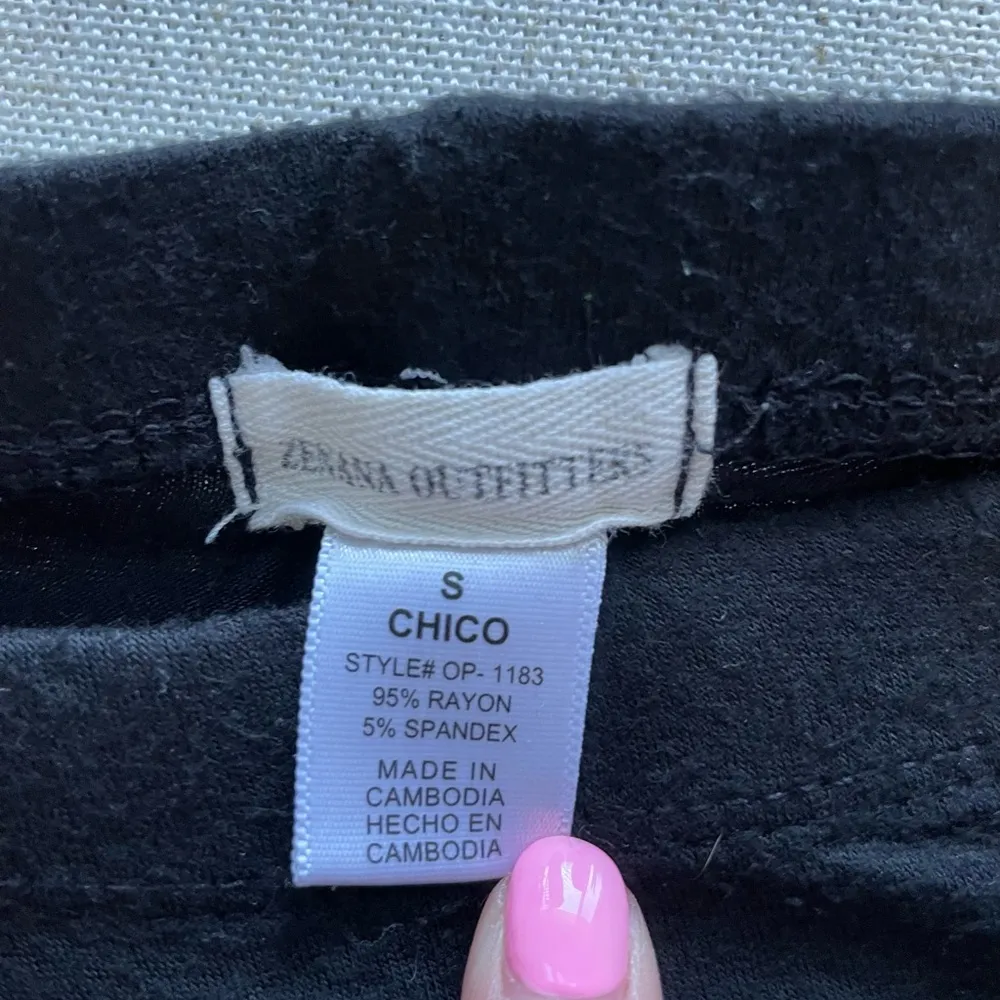 ZENANA OUTFITTERS
S
CHICO
STYLE# OP- 1183
95% RAYON
5% SPANDEX
MADE IN
CAMBODIA
HECHO EN
CAMBODIA